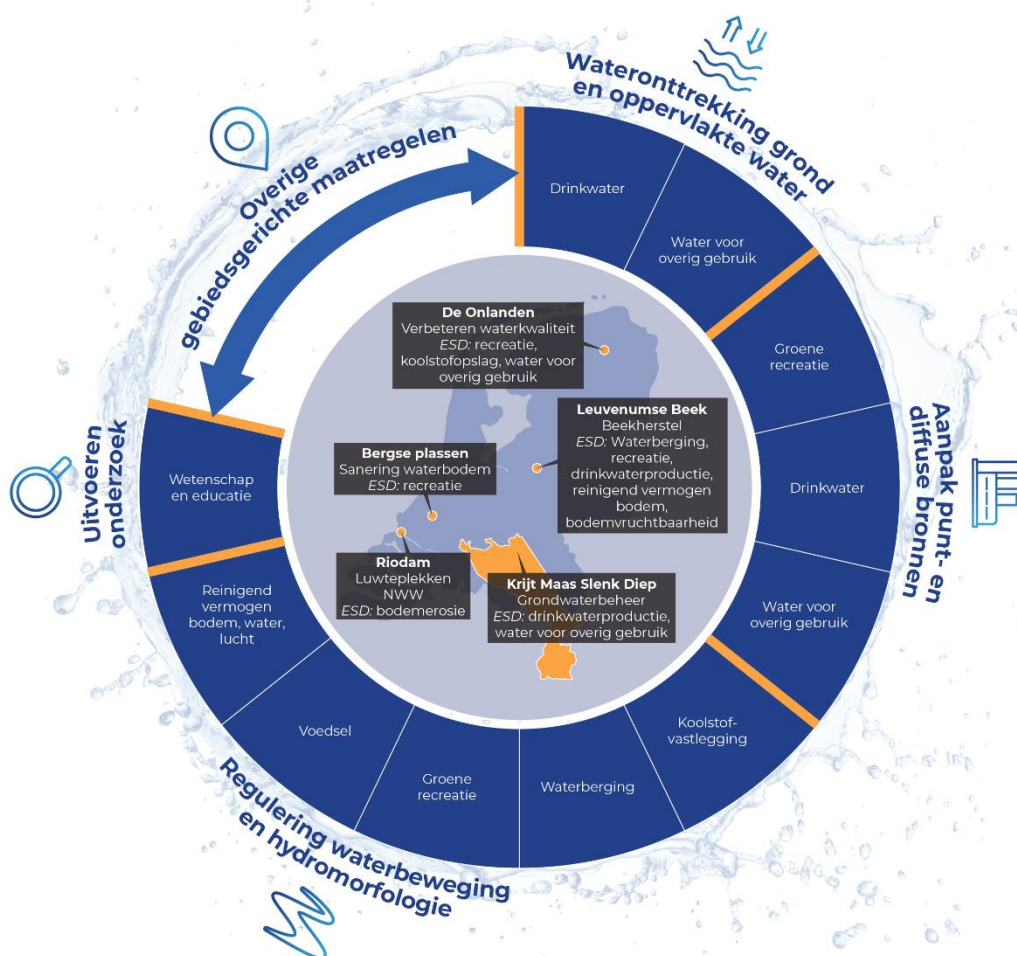 Wateronttrekking grond
en oppervlakte water
Drinkwater
Water voor
overig gebruik
Aanpak punt- en
diffuse bronnen
Groene
recreatie
Drinkwater
Water voor
overig gebruik
Regulering waterbeweging
en hydromorfologie
Koolstof-
vastlegging
Waterberging
Groene
recreatie
Voedsel
Reinigend
vermogen
bodem, water,
lucht
Uitvoeren
onderzoek
Wetenschap
en educatie
Overige
gebiedsgerichte maatregelen
De Onlanden
Verbeteren waterkwaliteit
ESD: recreatie,
koolstofopslag, water voor
overig gebruik
Leuvenumse Beek
Beekherstel
ESD: Waterberging,
recreatie,
drinkwaterproductie,
reinigend vermogen
bodem,
bodemvruchtbaarheid
Bergse plassen
Sanering waterbodem
ESD: recreatie
Riodam
Luwteplekken
NWW
ESD: bodemerosie
Krijt Maas Slenk Diep
Grondwaterbeheer
ESD: drinkwaterproductie,
water voor overig gebruik